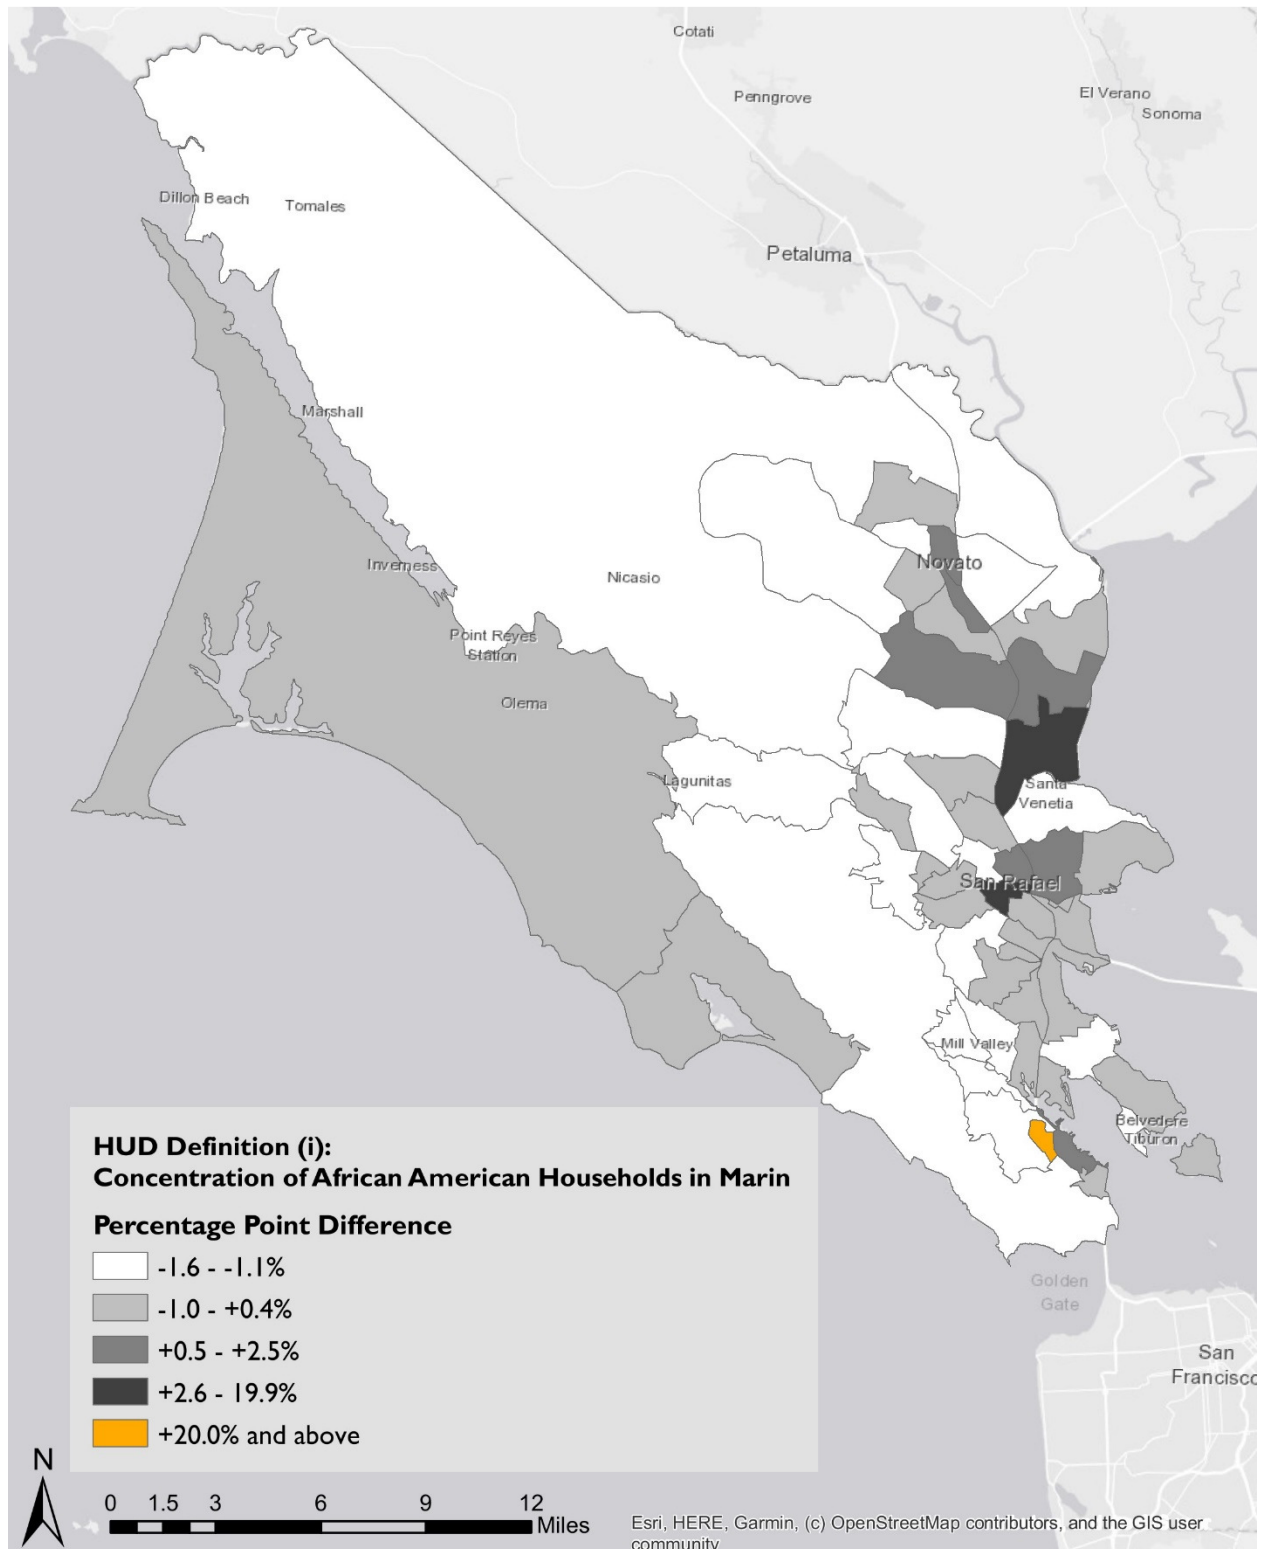 Cotati
Penngrove
El Verano
Sonoma
Dillon Beach
Tomales
Petaluma
Marshall
Novato
Inverness
Nicasio
Point Reyes
Station
Olema
Lagunitas
Santa
Venetia
San Rafael
Mill Valley
Belvedere
Tiburon
HUD Definition (i):
Concentration of African American Households in Marin
Percentage Point Difference
-1.6 - -1.1%
-1.0 - +0.4%
+0.5 - +2.5%
+2.6 - 19.9%
+20.0% and above
Golden
Gate
San
Francisco
N
0 1.5 3 6 9 12
Miles
Esri, HERE, Garmin, (c) OpenStreetMap contributors, and the GIS user
community